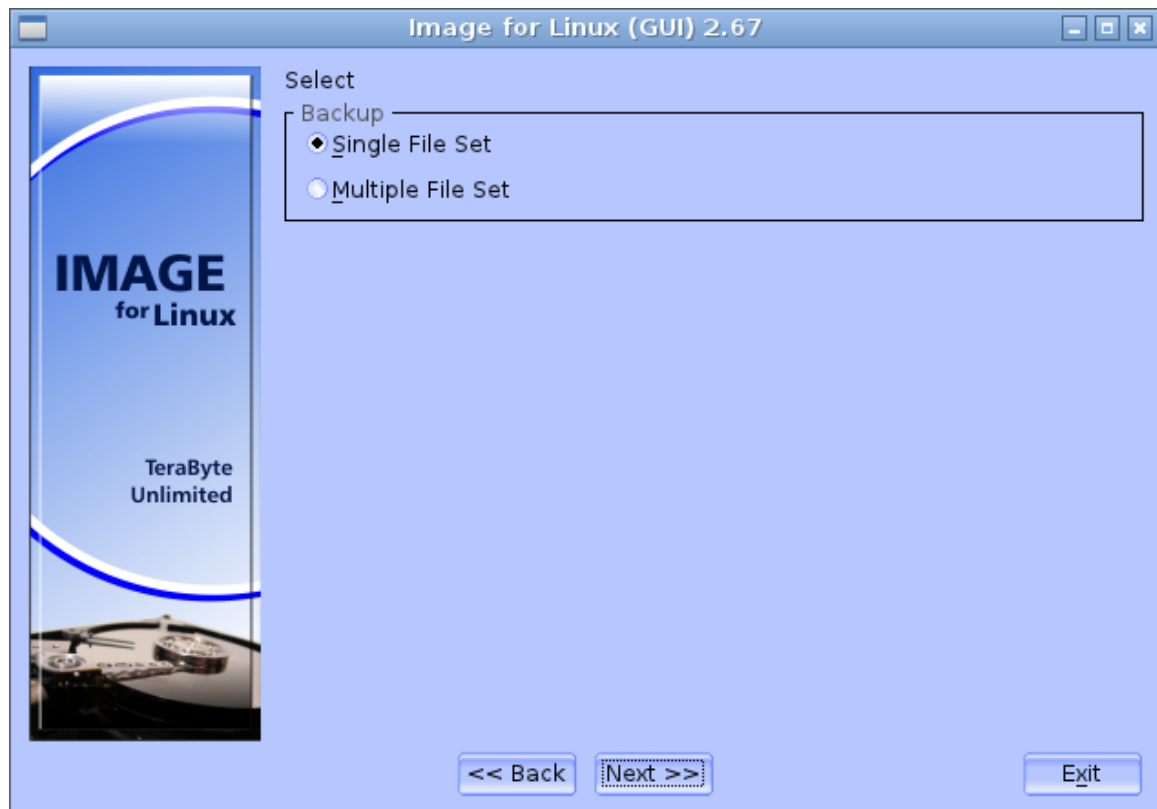 Image for Linux (GUI) 2.67
Select
Backup
Single File Set
Multiple File Set
IMAGE
for Linux
TeraByte
Unlimited
<< Back
Next >>
Exit